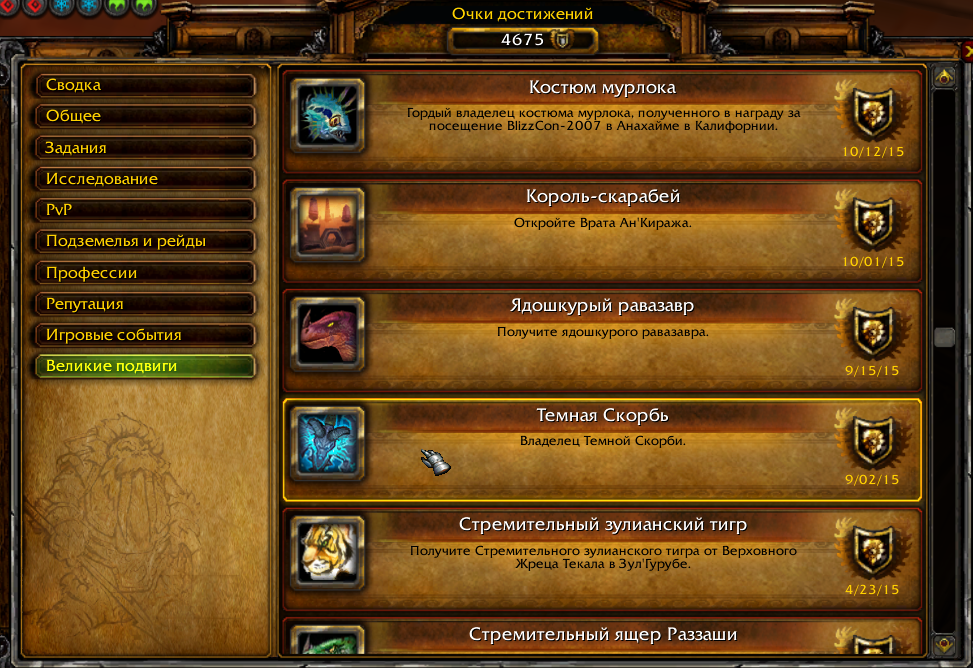 Очки достижений
4675
Сводка
Общее
Задания
Исследование
PvP
Подземелья и рейды
Профессии
Репутация
Игровые события
Великие подвиги
Костюм мурлока
Гордый владелец костюма мурлока, полученного в награду за
посещение BlizzCon-2007 в Анахайме в Калифорнии.
10/12/15
Король-скарабей
Откройте Врата Ан'Киража.
10/01/15
Ядошкурый равазавр
Получите ядошкурого равазавра.
9/15/15
Темная Скорбь
Владелец Темной Скорби.
9/02/15
Стремительный зулианский тигр
Получите Стремительного зулианского тигра от Верховного
Жреца Текала в Зул'Гурубе.
4/23/15
Стремительный ящер Раззаши